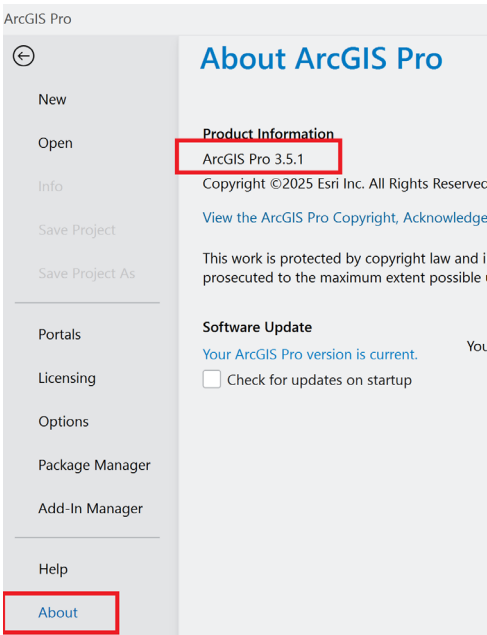 ArcGIS Pro
About ArcGIS Pro
New
Open
Info
Save Project
Save Project As
Portals
Licensing
Options
Package Manager
Add-In Manager
Help
About
Product Information
ArcGIS Pro 3.5.1
Copyright ©2025 Esri Inc. All Rights Reserved
View the ArcGIS Pro Copyright, Acknowledge
This work is protected by copyright law and i
prosecuted to the maximum extent possible
Software Update
Your ArcGIS Pro version is current.
You
Check for updates on startup